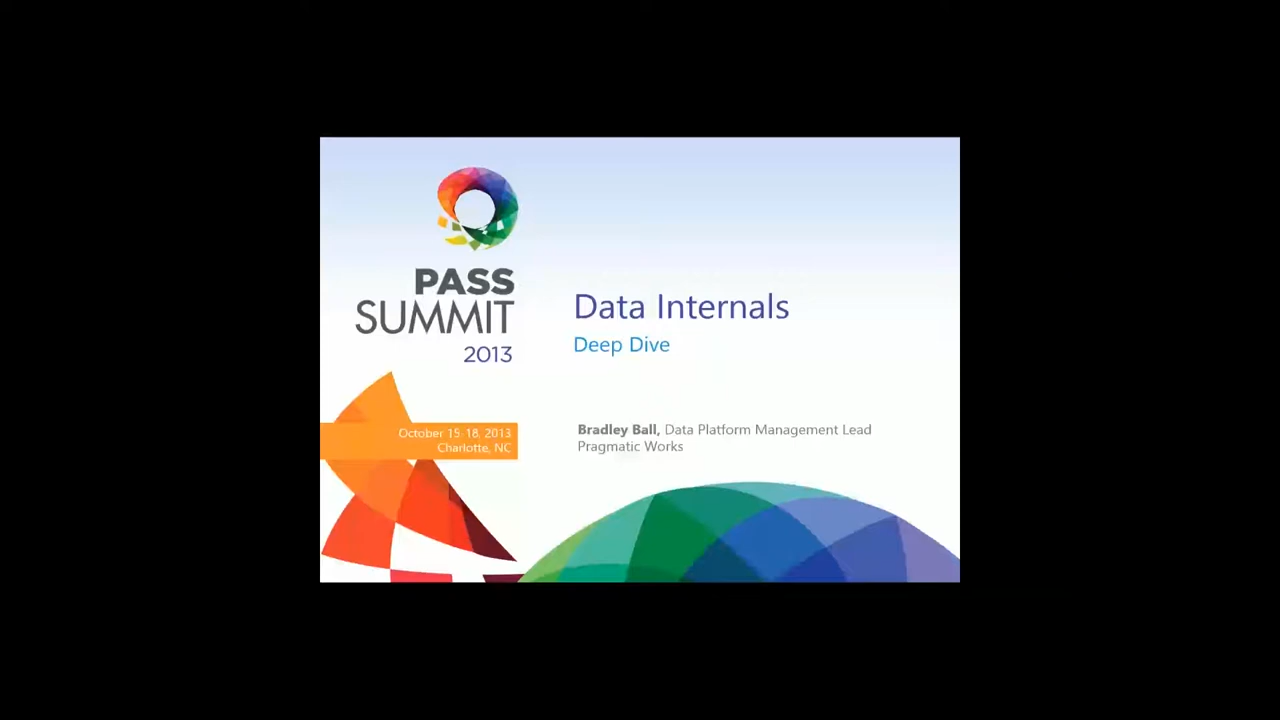 PASS
SUMMIT
2013
October 15-18, 2013
Charlotte, NC
Data Internals
Deep Dive
Bradley Ball, Data Platform Management Lead
Pragmatic Works